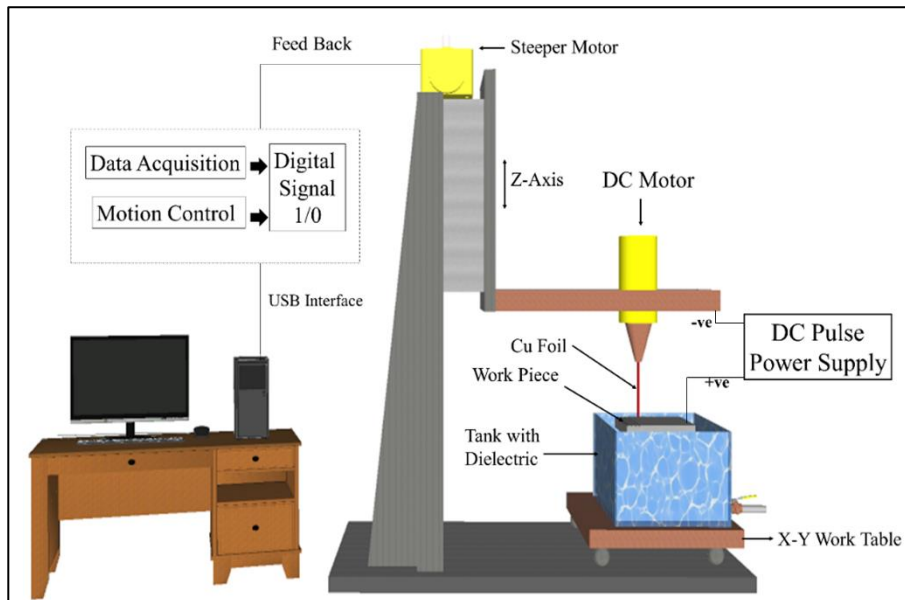 Feed Back
Steeper Motor
Data Acquisition
Motion Control
Digital
Signal
1/0
Z-Axis
DC Motor
USB Interface
-ve
DC Pulse
Power Supply
+ve
Cu Foil
Work Piece
Tank with
Dielectric
X-Y Work Table